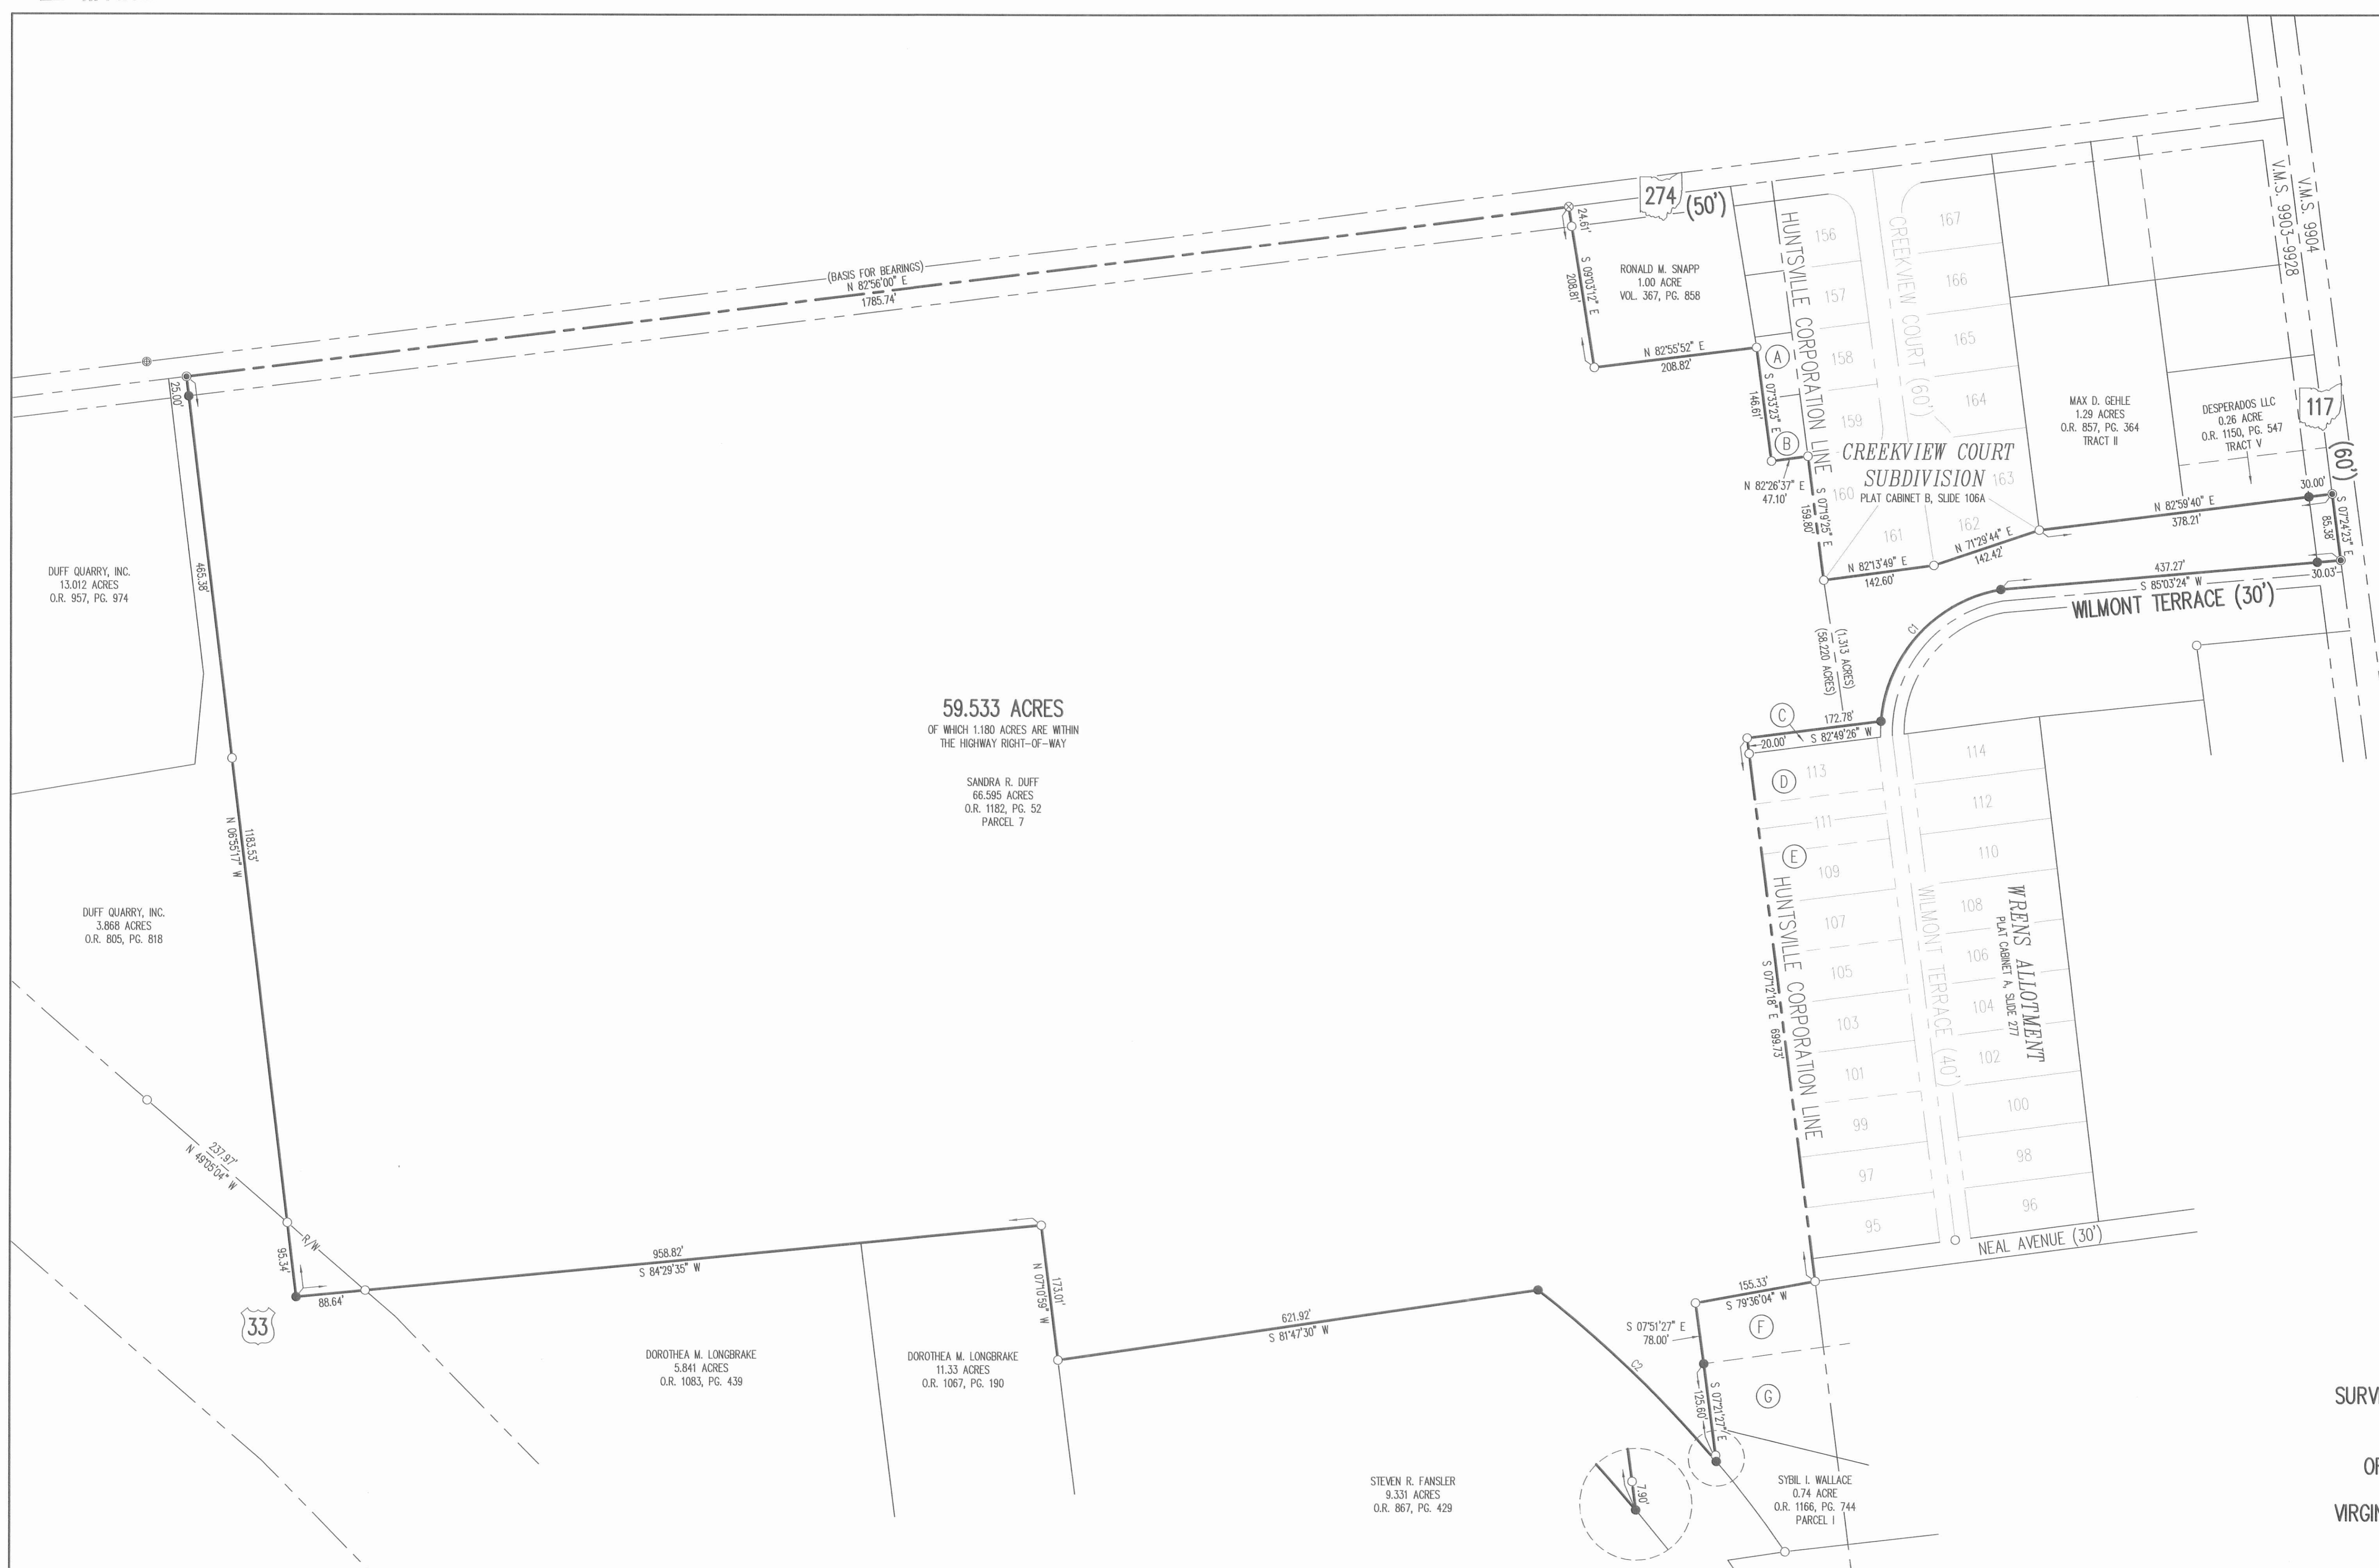 274
(50')
(BASIS FOR BEARINGS)
N 82°56'00" E
1785.74'
24.61'
S 09°03'12" E
208.81'
RONALD M. SNAPP
1.00 ACRE
VOL. 367, PG. 858
N 82°55'52" E
208.82'
A
S 07°33'23" E
146.61'
B
N 82°26'37" E
47.10'
HUNTSVILLE CORPORATION LINE
S 07°19'25" E
159.80'
156
157
158
159
160
161
162
163
164
165
166
167
CREEKVIEW COURT (60')
CREEKVIEW COURT
SUBDIVISION
PLAT CABINET B, SLIDE 106A
N 82°13'49" E
142.60'
N 71°29'44" E
142.42'
MAX D. GEHLE
1.29 ACRES
O.R. 857, PG. 364
TRACT II
DESPERADOS LLC
0.26 ACRE
O.R. 1150, PG. 547
TRACT V
V.M.S. 9903-9928
V.M.S. 9904
117
(60')
N 82°59'40" E
378.21'
30.00'
S 07°24'23" E
85.38'
437.27'
S 85°03'24" W
30.03'
WILMONT TERRACE (30')
C1
(1.313 ACRES)
(58.220 ACRES)
C
172.78'
S 82°49'26" W
20.00'
D
E
113
111
109
107
105
103
101
99
97
95
114
112
110
108
106
104
102
100
98
96
WILMONT TERRACE (40')
WRENS ALLOTMENT
PLAT CABINET A, SLIDE 277
HUNTSVILLE CORPORATION LINE
S 07°12'18" E 699.73'
NEAL AVENUE (30')
25.00'
465.38'
DUFF QUARRY, INC.
13.012 ACRES
O.R. 957, PG. 974
59.533 ACRES
OF WHICH 1.180 ACRES ARE WITHIN
THE HIGHWAY RIGHT-OF-WAY
SANDRA R. DUFF
66.595 ACRES
O.R. 1182, PG. 52
PARCEL 7
N 06°55'17" W
1183.53'
DUFF QUARRY, INC.
3.868 ACRES
O.R. 805, PG. 818
237.97'
N 49°05'04" W
R/W
95.34'
88.64'
33
958.82'
S 84°29'35" W
N 07°10'59" W
173.01'
621.92'
S 81°47'30" W
C2
155.33'
S 79°36'04" W
S 07°51'27" E
78.00'
F
G
S 07°21'27" E
125.60'
7.90'
DOROTHEA M. LONGBRAKE
5.841 ACRES
O.R. 1083, PG. 439
DOROTHEA M. LONGBRAKE
11.33 ACRES
O.R. 1067, PG. 190
STEVEN R. FANSLER
9.331 ACRES
O.R. 867, PG. 429
SYBIL I. WALLACE
0.74 ACRE
O.R. 1166, PG. 744
PARCEL I
SURV
OF
VIRGIN